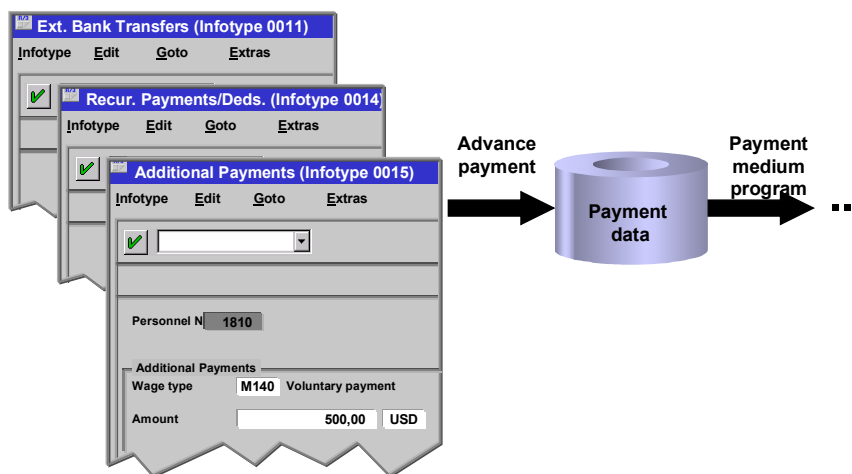 Ext. Bank Transfers (Infotype 0011)
Infotype Edit Goto Extras
Recur. Payments/Deds. (Infotype 0014)
Infotype Edit Goto Extras
Additional Payments (Infotype 0015)
Infotype Edit Goto Extras
Personnel N 1810
Additional Payments
Wage type M140 Voluntary payment
Amount 500,00 USD
Advance
payment
Payment
data
Payment
medium
program
..